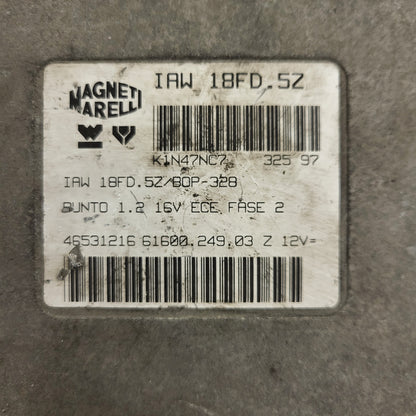 MAGNETI
MARELLI
IAW 18FD.5Z
K1N47NC7 325 97
IAW 18FD.5Z/BOP-328
PUNTO 1.2 16V ECE FASE 2
46531216 61600.249.03 Z 12V=